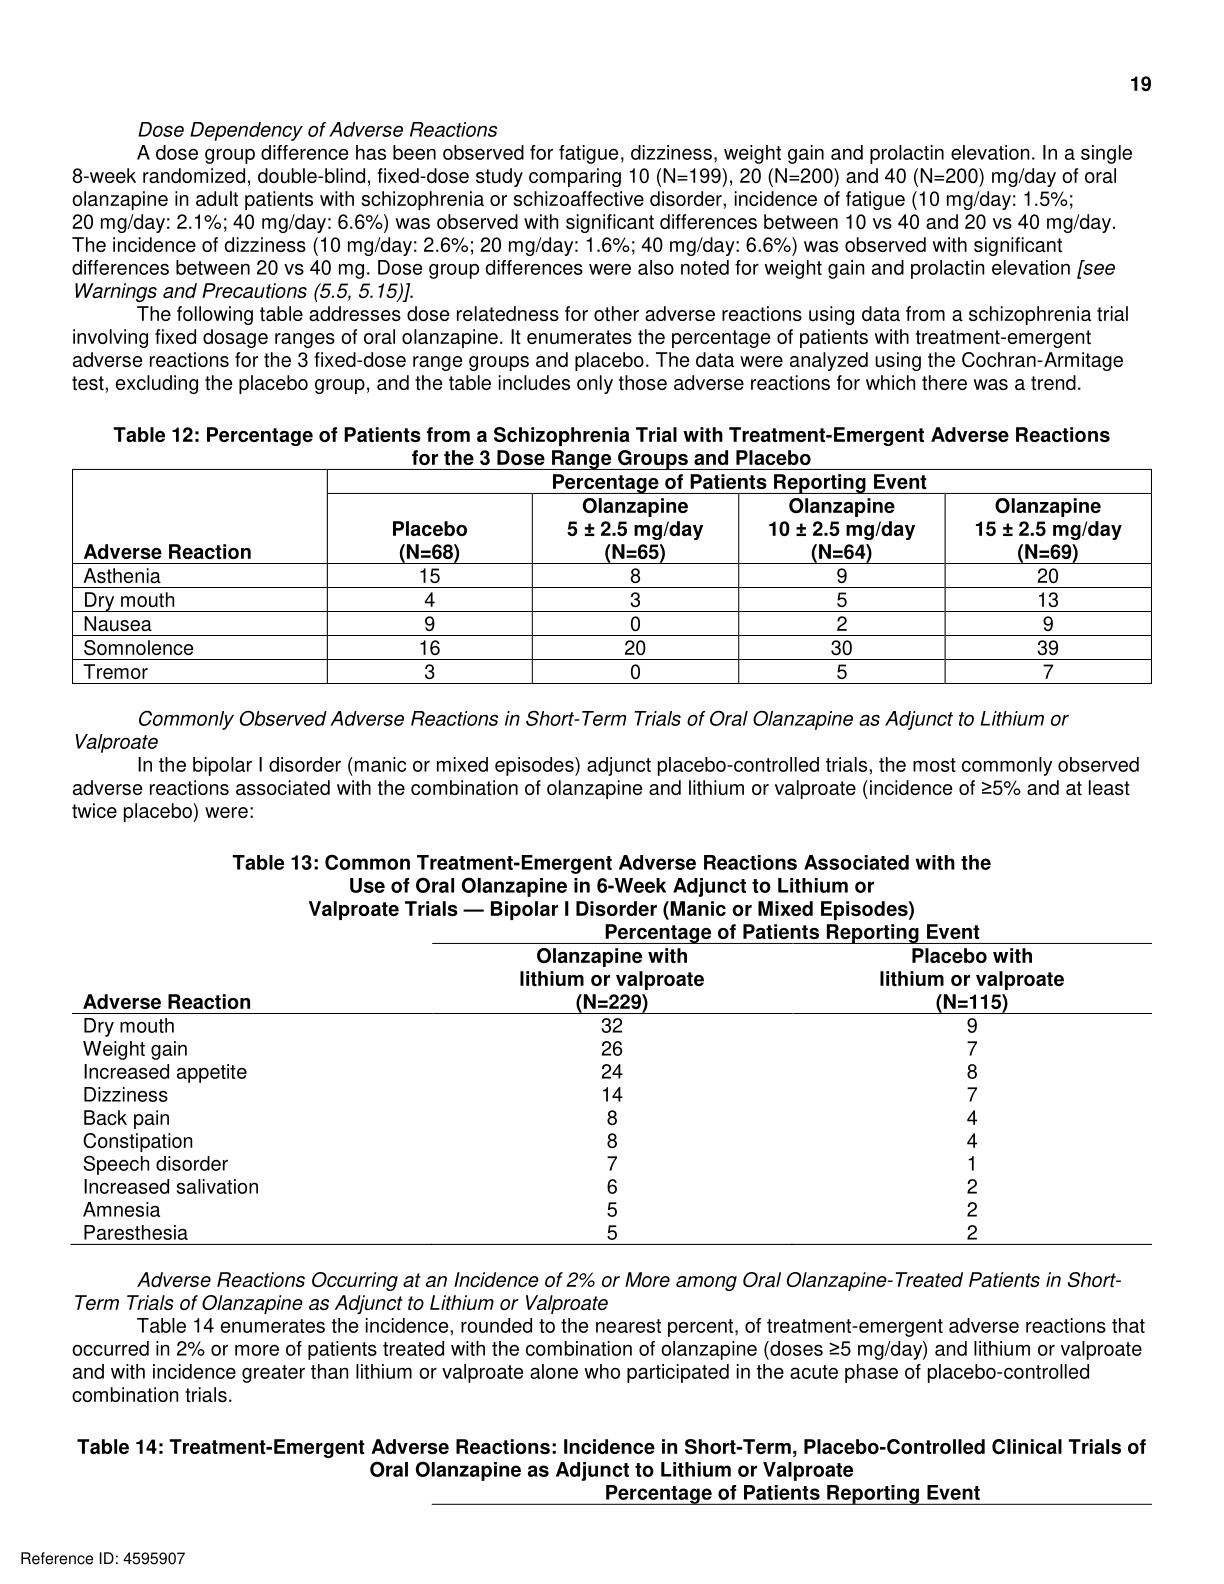 19
Dose Dependency of Adverse Reactions
A dose group difference has been observed for fatigue, dizziness, weight gain and prolactin elevation. In a single
8-week randomized, double-blind, fixed-dose study comparing 10 (N=199), 20 (N=200) and 40 (N=200) mg/day of oral
olanzapine in adult patients with schizophrenia or schizoaffective disorder, incidence of fatigue (10 mg/day: 1.5%;
20 mg/day: 2.1%; 40 mg/day: 6.6%) was observed with significant differences between 10 vs 40 and 20 vs 40 mg/day.
The incidence of dizziness (10 mg/day: 2.6%; 20 mg/day: 1.6%; 40 mg/day: 6.6%) was observed with significant
differences between 20 vs 40 mg. Dose group differences were also noted for weight gain and prolactin elevation [see
Warnings and Precautions (5.5, 5.15)].
The following table addresses dose relatedness for other adverse reactions using data from a schizophrenia trial
involving fixed dosage ranges of oral olanzapine. It enumerates the percentage of patients with treatment-emergent
adverse reactions for the 3 fixed-dose range groups and placebo. The data were analyzed using the Cochran-Armitage
test, excluding the placebo group, and the table includes only those adverse reactions for which there was a trend.
Table 12: Percentage of Patients from a Schizophrenia Trial with Treatment-Emergent Adverse Reactions
for the 3 Dose Range Groups and Placebo
Percentage of Patients Reporting Event
Olanzapine Olanzapine Olanzapine
Placebo 5 ± 2.5 mg/day 10 ± 2.5 mg/day 15 ± 2.5 mg/day
Adverse Reaction (N=68) (N=65) (N=64) (N=69)
Asthenia 15 8 9 20
Dry mouth 4 3 5 13
Nausea 9 0 2 9
Somnolence 16 20 30 39
Tremor 3 0 5 7
Commonly Observed Adverse Reactions in Short-Term Trials of Oral Olanzapine as Adjunct to Lithium or
Valproate
In the bipolar I disorder (manic or mixed episodes) adjunct placebo-controlled trials, the most commonly observed
adverse reactions associated with the combination of olanzapine and lithium or valproate (incidence of ≥5% and at least
twice placebo) were:
Table 13: Common Treatment-Emergent Adverse Reactions Associated with the
Use of Oral Olanzapine in 6-Week Adjunct to Lithium or
Valproate Trials — Bipolar I Disorder (Manic or Mixed Episodes)
Percentage of Patients Reporting Event
Olanzapine with Placebo with
lithium or valproate lithium or valproate
Adverse Reaction (N=229) (N=115)
Dry mouth 32 9
Weight gain 26 7
Increased appetite 24 8
Dizziness 14 7
Back pain 8 4
Constipation 8 4
Speech disorder 7 1
Increased salivation 6 2
Amnesia 5 2
Paresthesia 5 2
Adverse Reactions Occurring at an Incidence of 2% or More among Oral Olanzapine-Treated Patients in Short-
Term Trials of Olanzapine as Adjunct to Lithium or Valproate
Table 14 enumerates the incidence, rounded to the nearest percent, of treatment-emergent adverse reactions that
occurred in 2% or more of patients treated with the combination of olanzapine (doses ≥5 mg/day) and lithium or valproate
and with incidence greater than lithium or valproate alone who participated in the acute phase of placebo-controlled
combination trials.
Table 14: Treatment-Emergent Adverse Reactions: Incidence in Short-Term, Placebo-Controlled Clinical Trials of
Oral Olanzapine as Adjunct to Lithium or Valproate
Percentage of Patients Reporting Event
Reference ID: 4595907